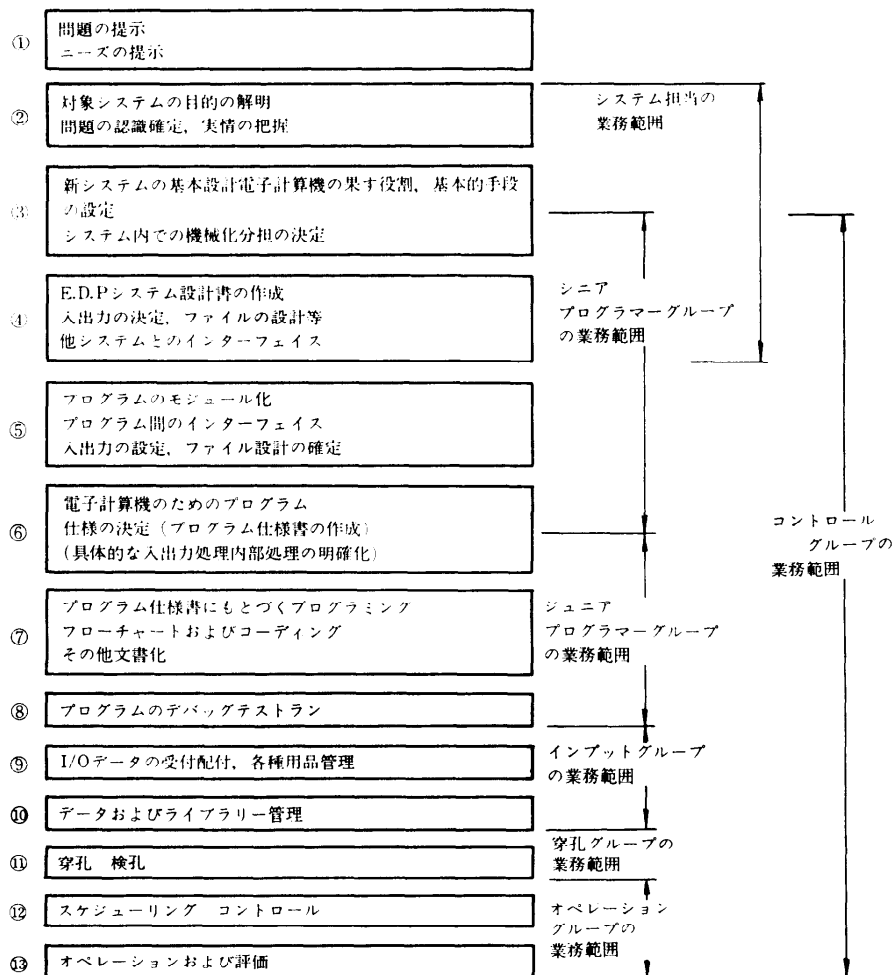 ① 問題の提示
ニーズの提示
② 対象システムの目的の解明
問題の認識確定，実情の把握
システム担当の
業務範囲
③ 新システムの基本設計電子計算機の果す役割，基本的手段
の設定
システム内での機械化分担の決定
④ E.D.Pシステム設計書の作成
入出力の決定，ファイルの設計等
他システムとのインターフェイス
シニア
プログラマーグループ
の業務範囲
⑤ プログラムのモジュール化
プログラム間のインターフェイス
入出力の設定，ファイル設計の確定
⑥ 電子計算機のためのプログラム
仕様の決定（プログラム仕様書の作成）
(具体的な入出力処理内部処理の明確化)
コントロール
グループの
業務範囲
⑦ プログラム仕様書にもとづくプログラミング
フローチャートおよびコーディング
その他文書化
ジュニア
プログラマーグループ
の業務範囲
⑧ プログラムのデバッグテストラン
⑨ I/Oデータの受付配付，各種用品管理
インプットグループ
の業務範囲
⑩ データおよびライブラリー管理
⑪ 穿孔　検孔
穿孔グループの
業務範囲
⑫ スケジューリング　コントロール
オペレーション
グループの
業務範囲
⑬ オペレーションおよび評価